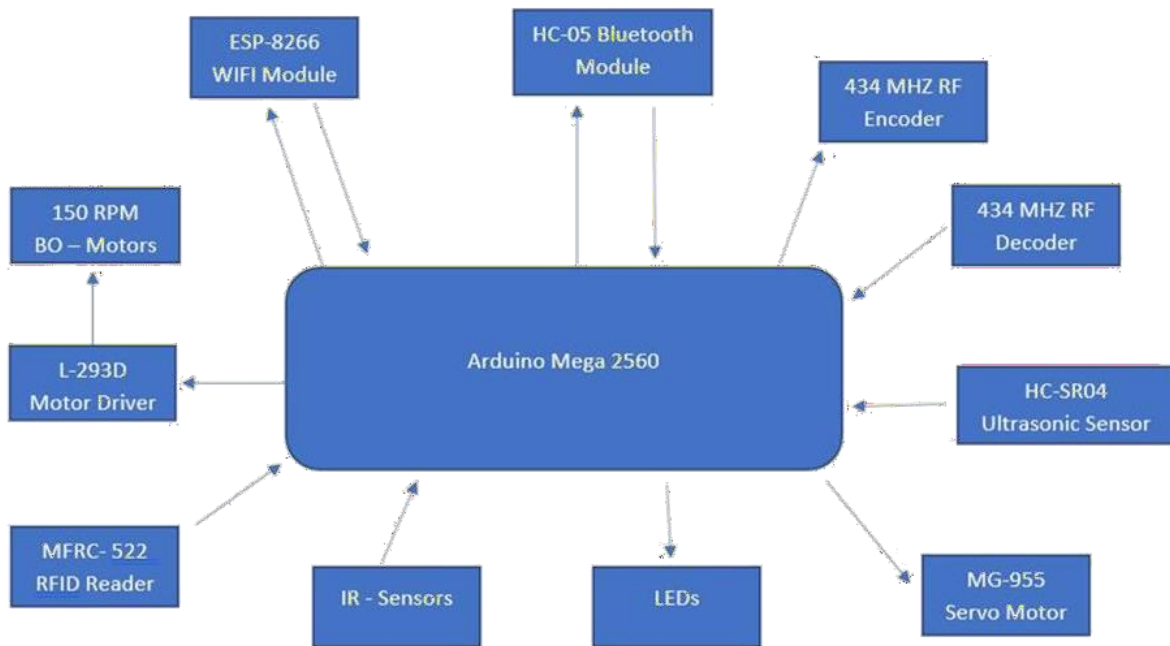 ESP-8266
WIFI Module
HC-05 Bluetooth
Module
434 MHZ RF
Encoder
150 RPM
BO – Motors
434 MHZ RF
Decoder
Arduino Mega 2560
L-293D
Motor Driver
HC-SR04
Ultrasonic Sensor
MFRC- 522
RFID Reader
IR - Sensors
LEDs
MG-955
Servo Motor